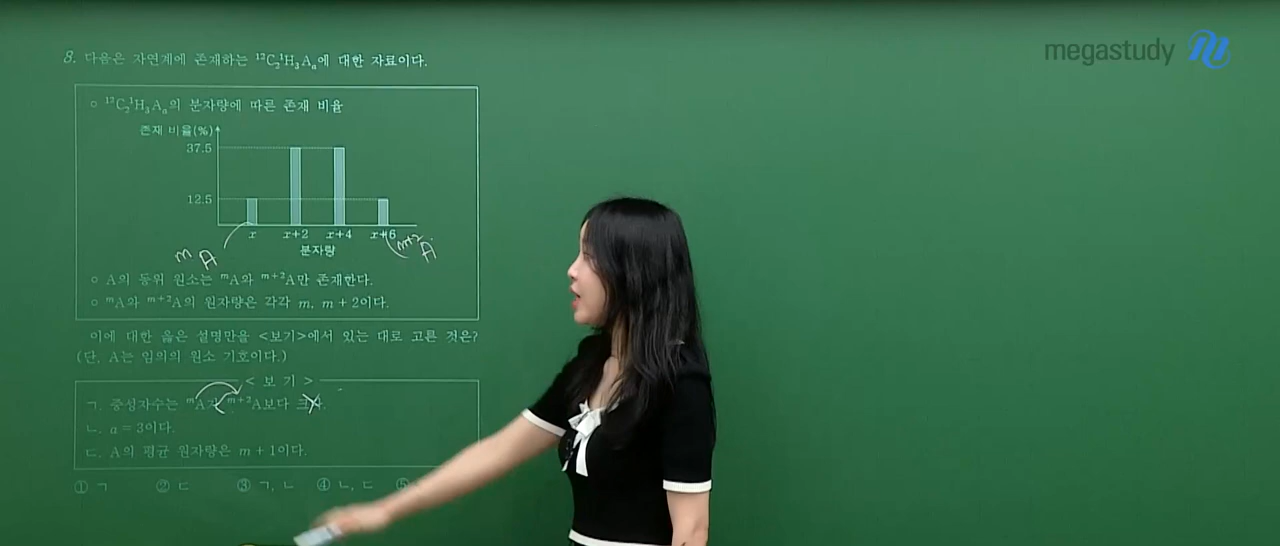 megastudy
8. 다음은 자연계에 존재하는 ¹²C₂¹H₃Aₐ에 대한 자료이다.
○ ¹²C₂¹H₃Aₐ의 분자량에 따른 존재 비율
존재 비율(%)
37.5
12.5
x x+2 x+4 x+6
분자량
ᵐA ᵐ⁺²A
○ A의 동위 원소는 ᵐA와 ᵐ⁺²A만 존재한다.
○ ᵐA와 ᵐ⁺²A의 원자량은 각각 m, m+2이다.
이에 대한 옳은 설명만을 <보기>에서 있는 대로 고른 것은?
(단, A는 임의의 원소 기호이다.)
< 보 기 >
ㄱ. 중성자수는 ᵐA가 ᵐ⁺²A보다 크다.
ㄴ. a = 3이다.
ㄷ. A의 평균 원자량은 m+1이다.
① ㄱ ② ㄷ ③ ㄱ, ㄴ ④ ㄴ, ㄷ ⑤